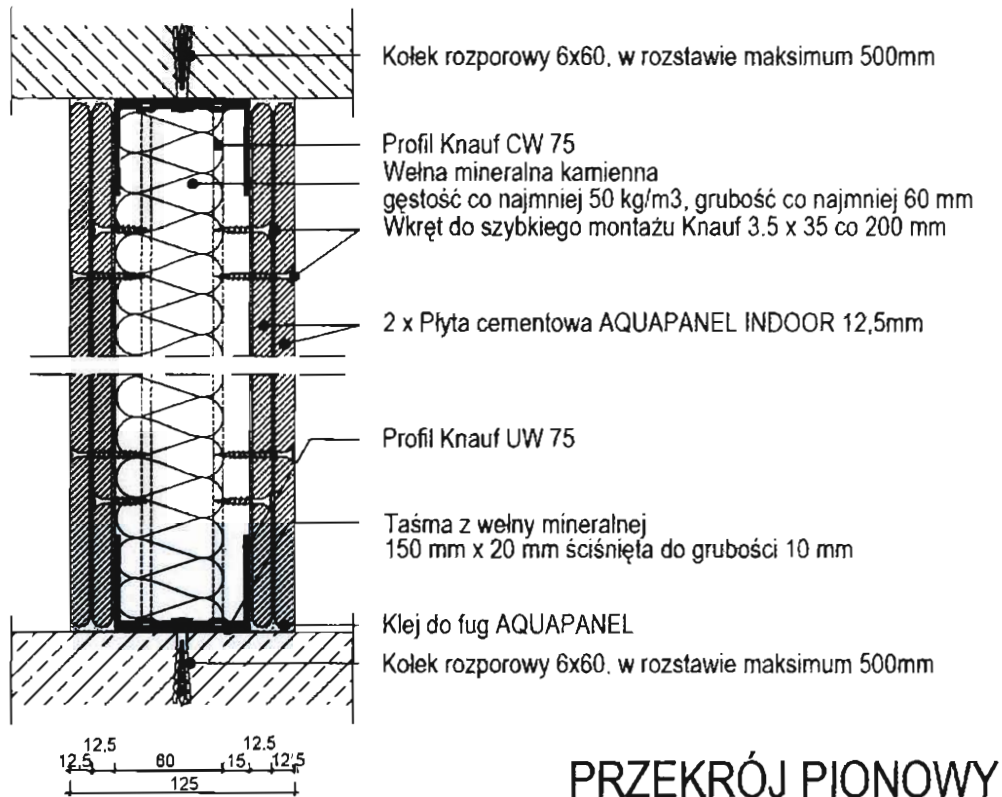 Kołek rozporowy 6x60, w rozstawie maksimum 500mm
Profil Knauf CW 75
Wełna mineralna kamienna
gęstość co najmniej 50 kg/m3, grubość co najmniej 60 mm
Wkręt do szybkiego montażu Knauf 3.5 x 35 co 200 mm
2 x Płyta cementowa AQUAPANEL INDOOR 12,5mm
Profil Knauf UW 75
Taśma z wełny mineralnej
150 mm x 20 mm ściśnięta do grubości 10 mm
Klej do fug AQUAPANEL
Kołek rozporowy 6x60, w rozstawie maksimum 500mm
12,5 12,5
12,5 60 15 12,5
125
PRZEKRÓJ PIONOWY